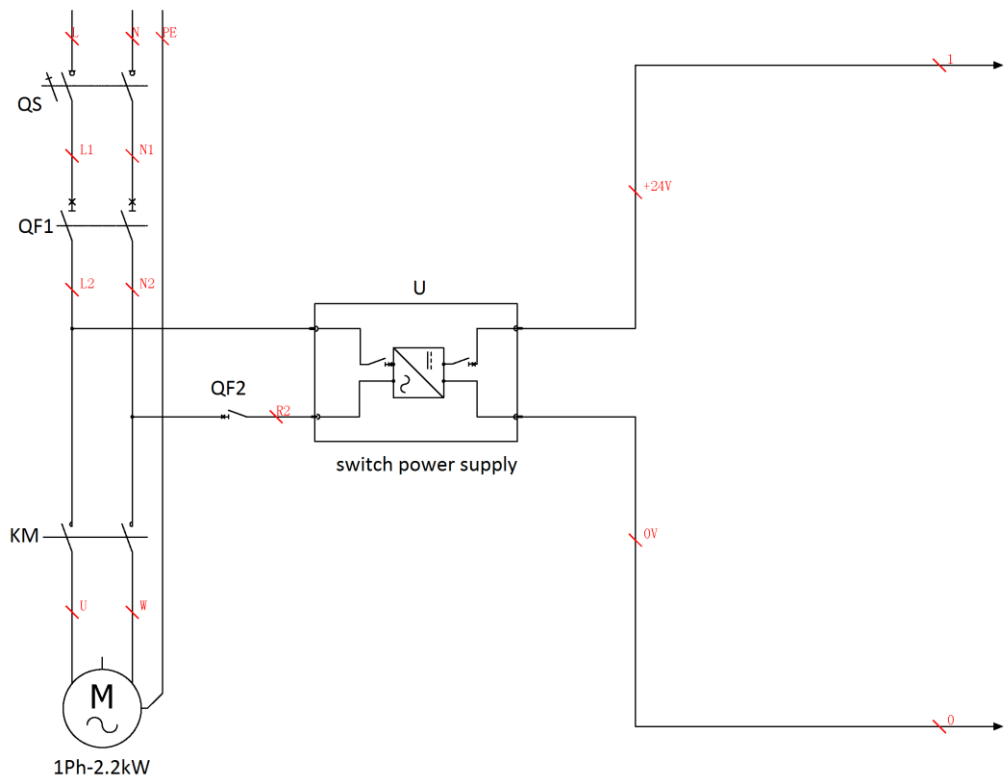 L N PE
1
QS
L1 N1
+24V
QF1
L2 N2
U
QF2
R2
switch power supply
KM
0V
U W
M
0
1Ph-2.2kW